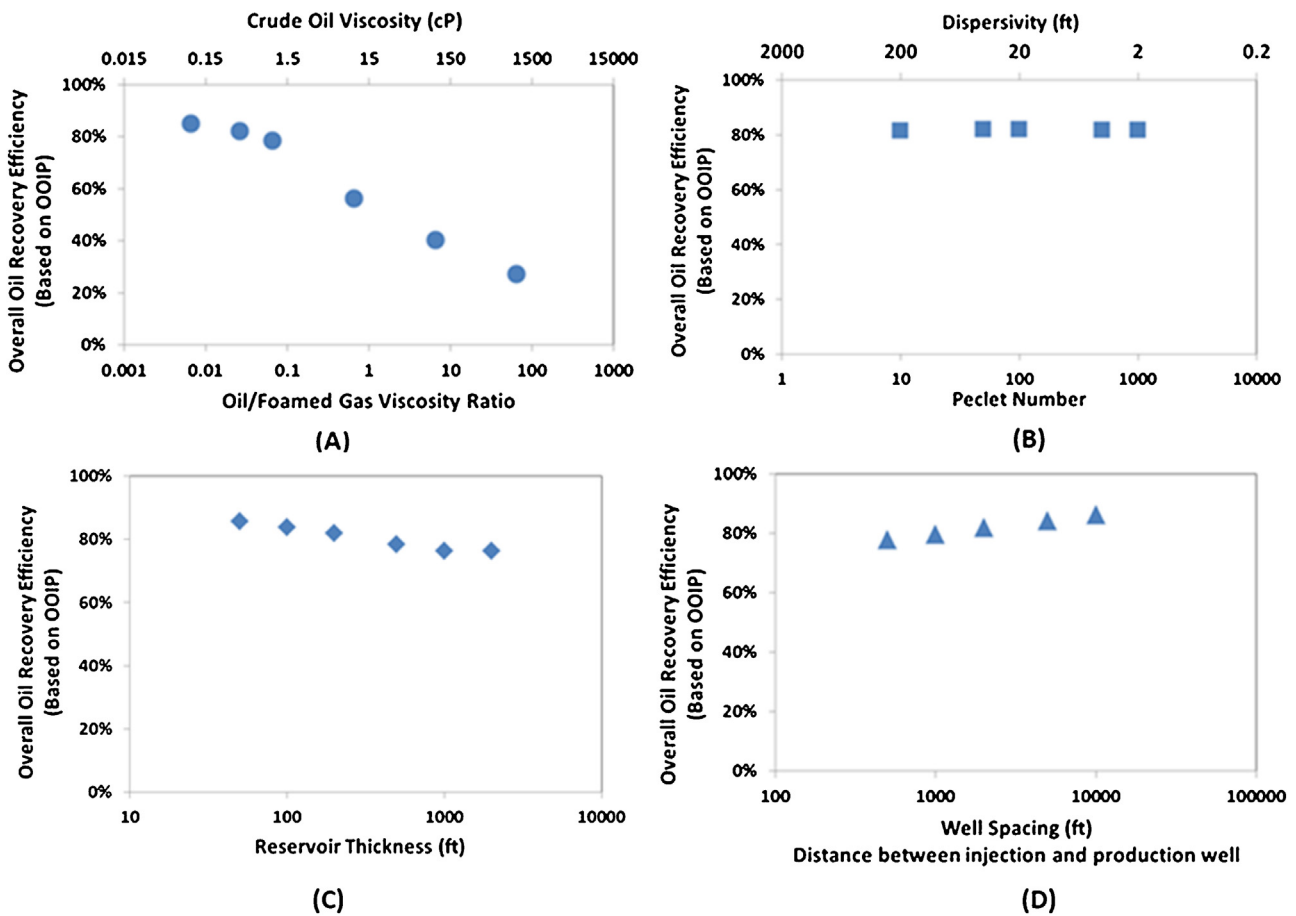 Crude Oil Viscosity (cP)
0.015 0.15 1.5 15 150 1500 15000
100%
80%
60%
40%
20%
0%
Overall Oil Recovery Efficiency
(Based on OOIP)
0.001 0.01 0.1 1 10 100 1000
Oil/Foamed Gas Viscosity Ratio
(A)
Dispersivity (ft)
2000 200 20 2 0.2
100%
80%
60%
40%
20%
0%
Overall Oil Recovery Efficiency
(Based on OOIP)
1 10 100 1000 10000
Peclet Number
(B)
100%
80%
60%
40%
20%
0%
Overall Oil Recovery Efficiency
(Based on OOIP)
10 100 1000 10000
Reservoir Thickness (ft)
(C)
100%
80%
60%
40%
20%
0%
Overall Oil Recovery Efficiency
(Based on OOIP)
100 1000 10000 100000
Well Spacing (ft)
Distance between injection and production well
(D)